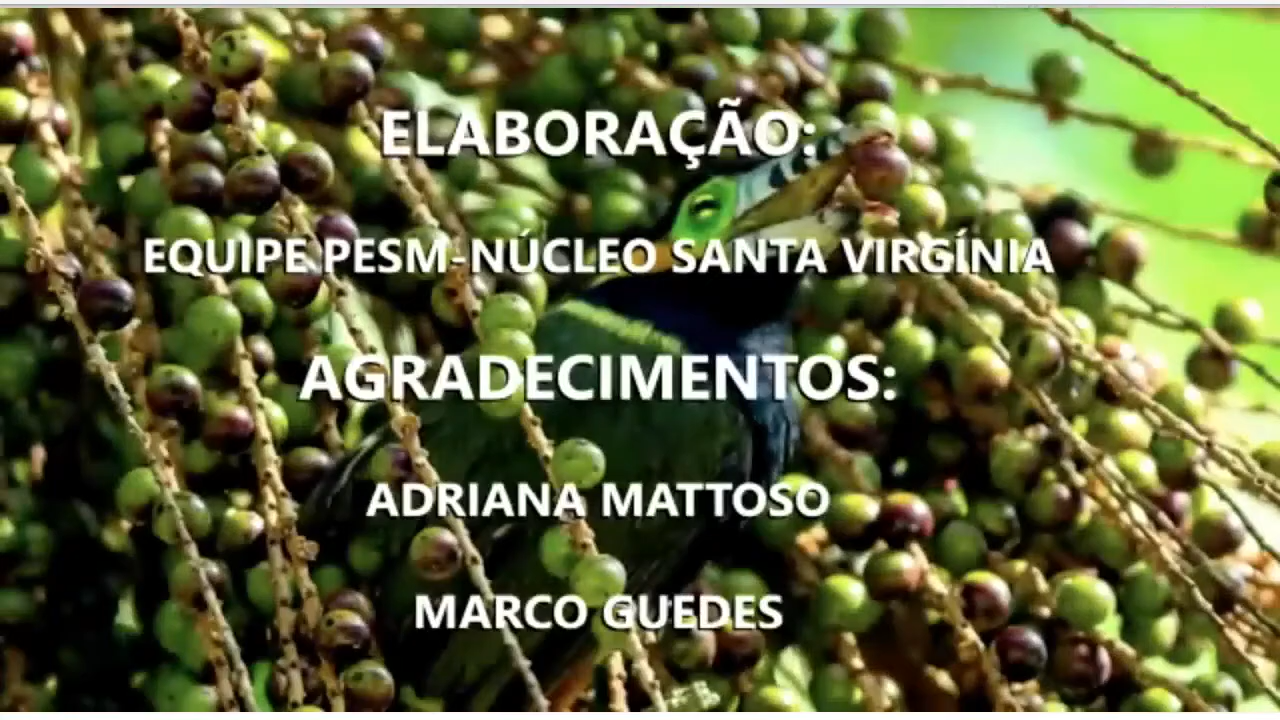 ELABORAÇÃO:
EQUIPE PESM-NÚCLEO SANTA VIRGÍNIA
AGRADECIMENTOS:
ADRIANA MATTOSO
MARCO GUEDES